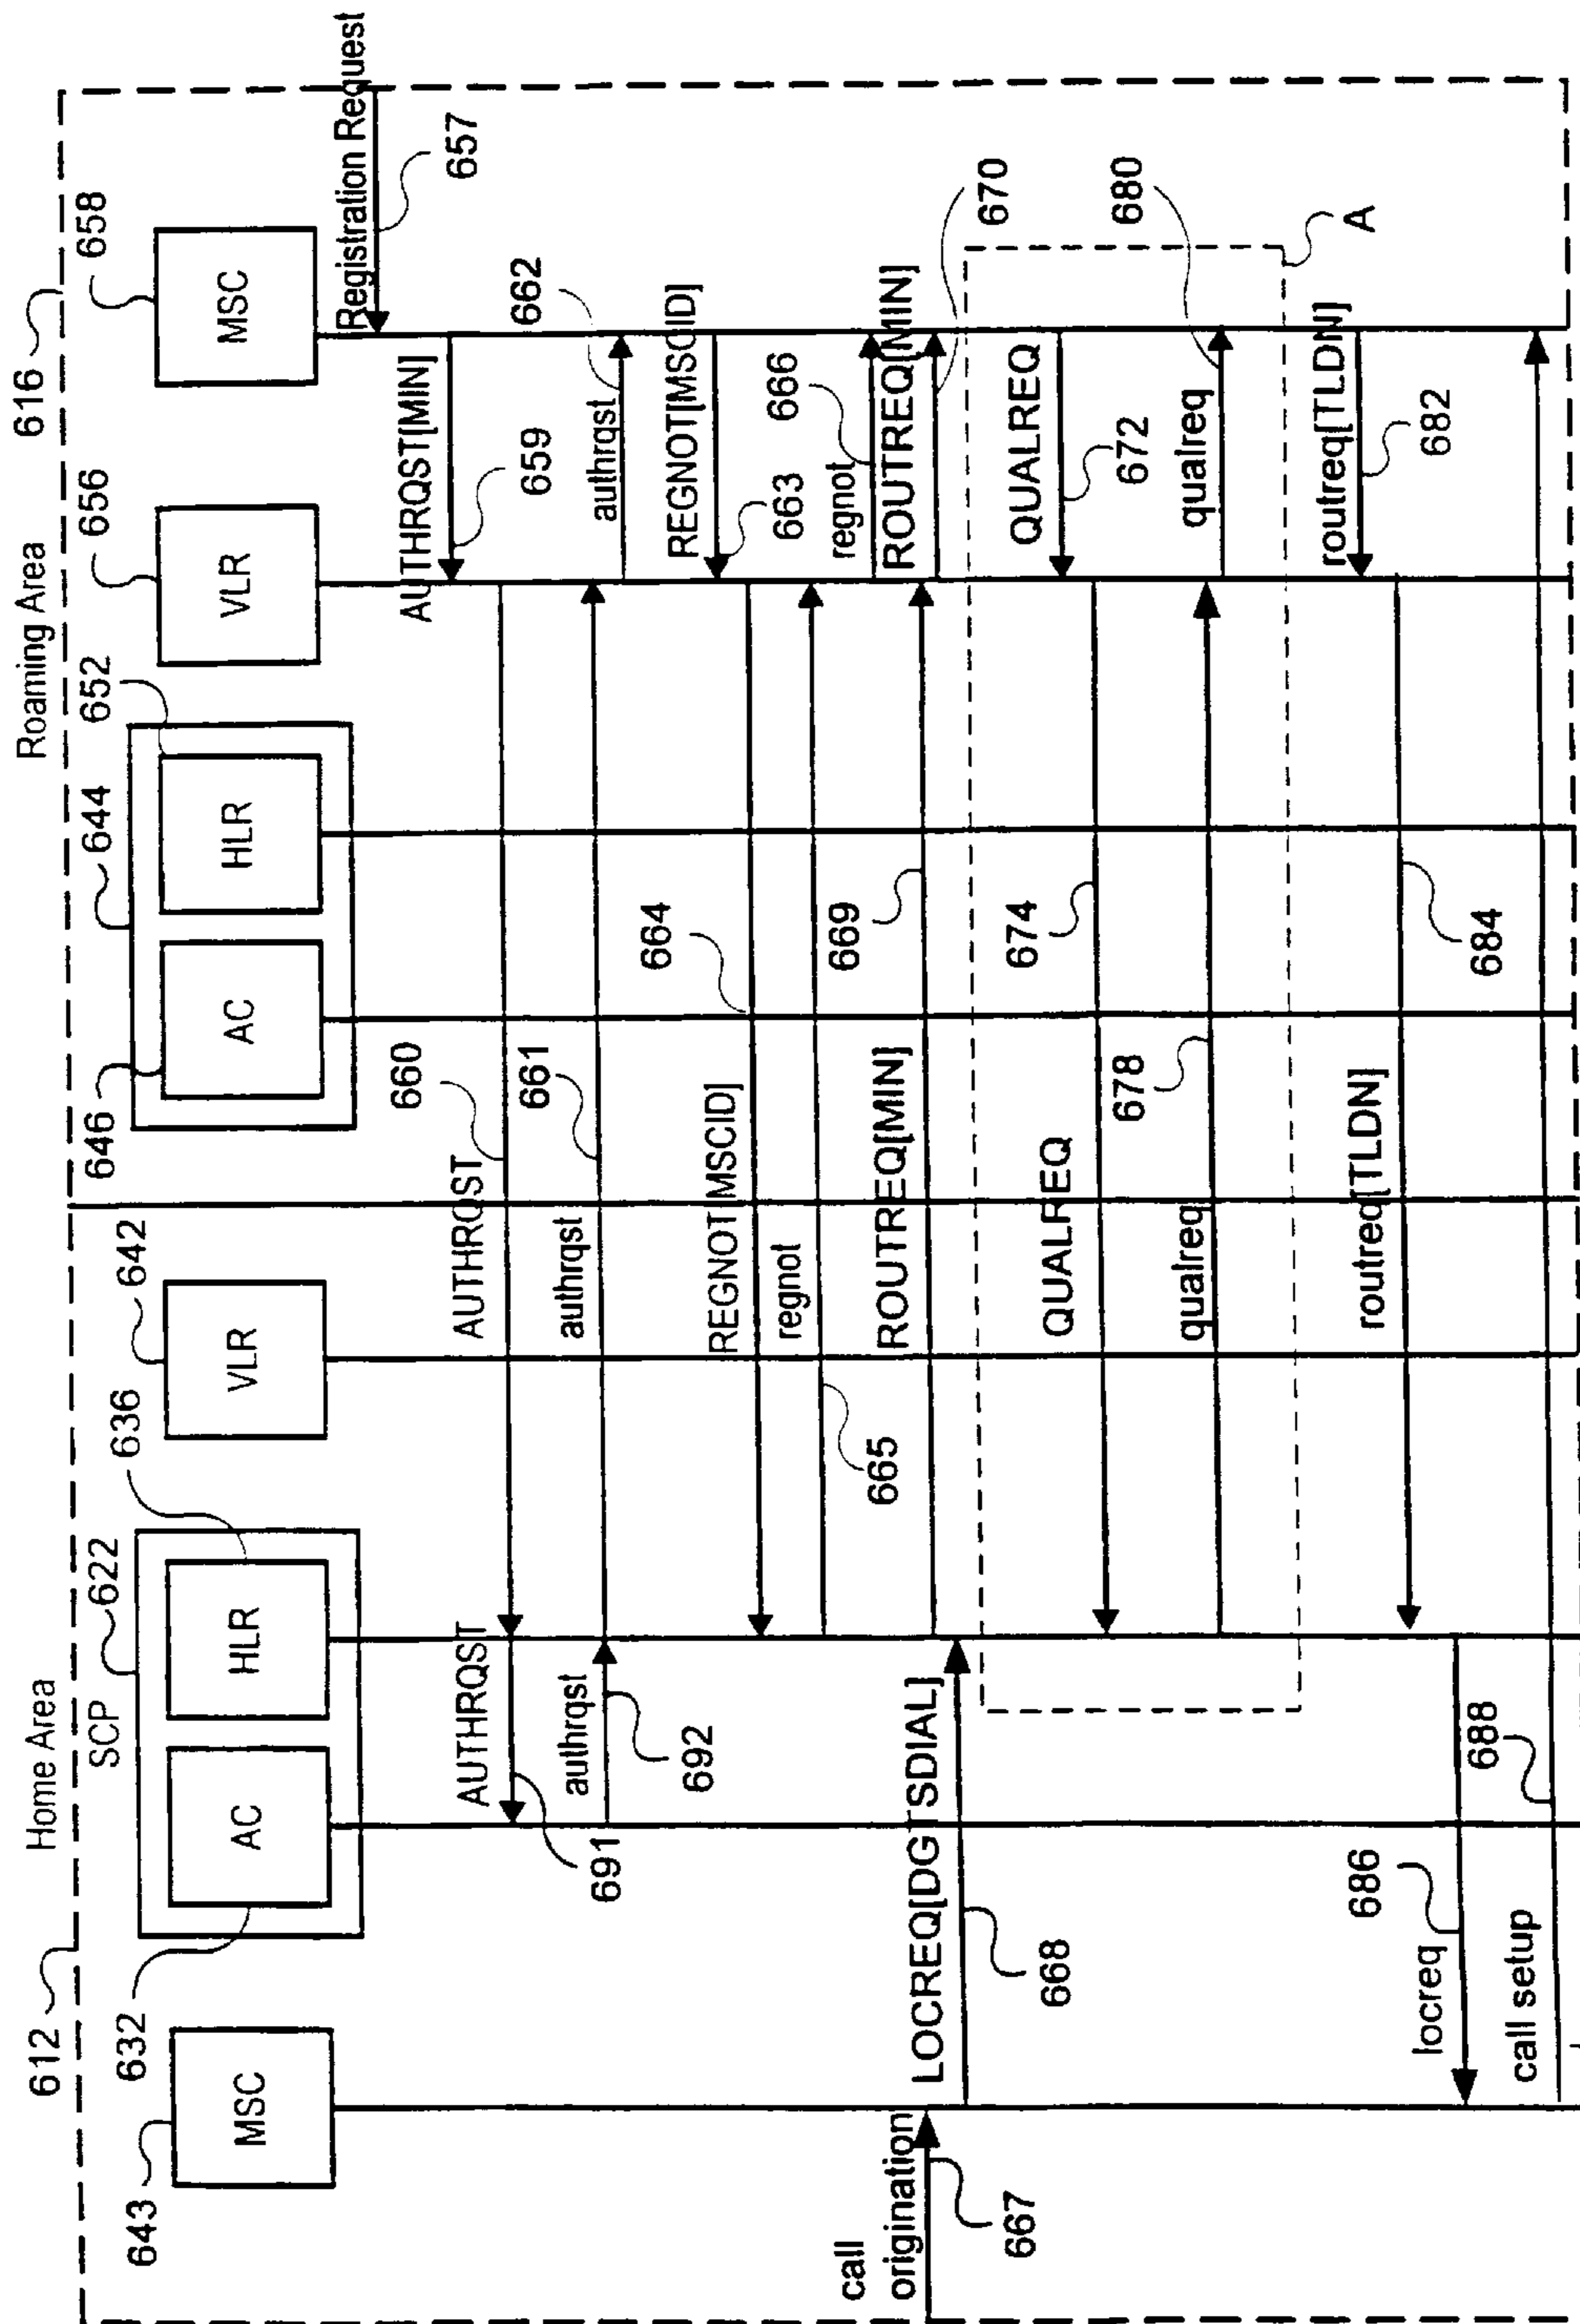 612
Home Area
616
Roaming Area
643
MSC
632
SCP
622
AC
HLR
636
642
VLR
646
AC
644
HLR
652
656
VLR
658
MSC
Registration Request
657
AUTHRQST[MIN]
659
AUTHRQST
660
AUTHRQST
691
authrqst
692
authrqst
661
authrqst
662
REGNOT[MSCID]
663
REGNOT[MSCID]
664
regnot
665
regnot
666
call
origination
667
LOCREQ[DGTSDIAL]
668
ROUTREQ[MIN]
669
ROUTREQ[MIN]
670
QUALREQ
672
QUALREQ
674
qualreq
678
qualreq
680
A
routreq[TLDN]
682
routreq[TLDN]
684
locreq
686
call setup
688